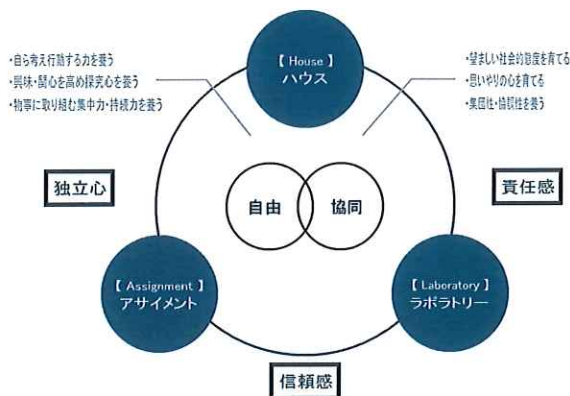 【 House 】
ハウス
・自ら考え行動する力を養う
・興味・関心を高め探究心を養う
・物事に取り組む集中力・持続力を養う
・望ましい社会的態度を育てる
・思いやりの心を育てる
・集団性・協調性を養う
独立心
責任感
自由
協同
【 Assignment 】
アサイメント
【 Laboratory 】
ラボラトリー
信頼感